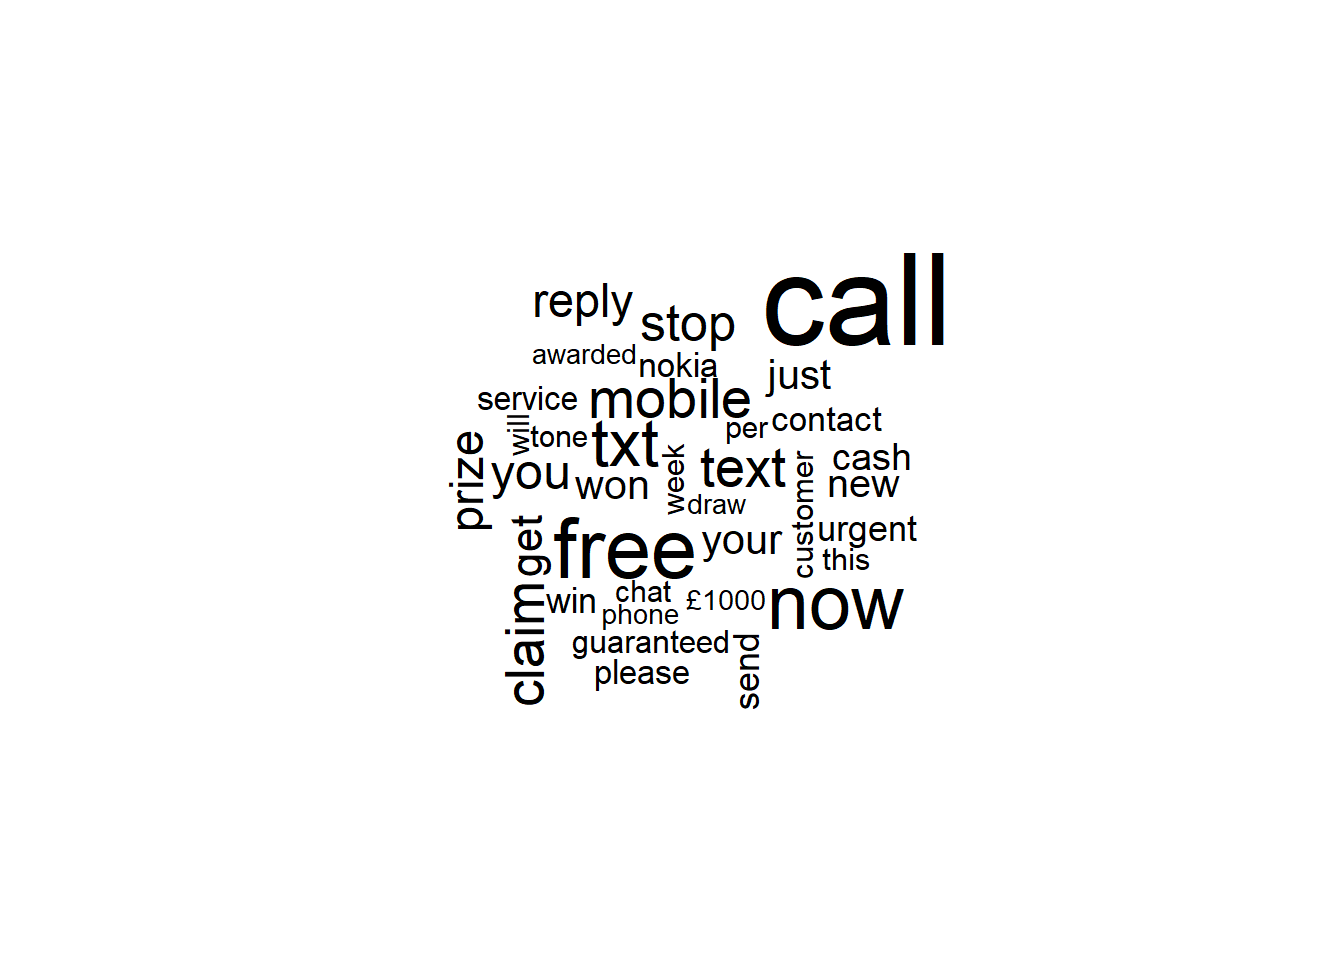 call
reply
stop
awarded
nokia
just
service
mobile
will
tone
txt
per
contact
prize
you
won
week
text
customer
cash
new
draw
get
free
your
urgent
this
claim
win
chat
phone
£1000
now
guaranteed
please
send